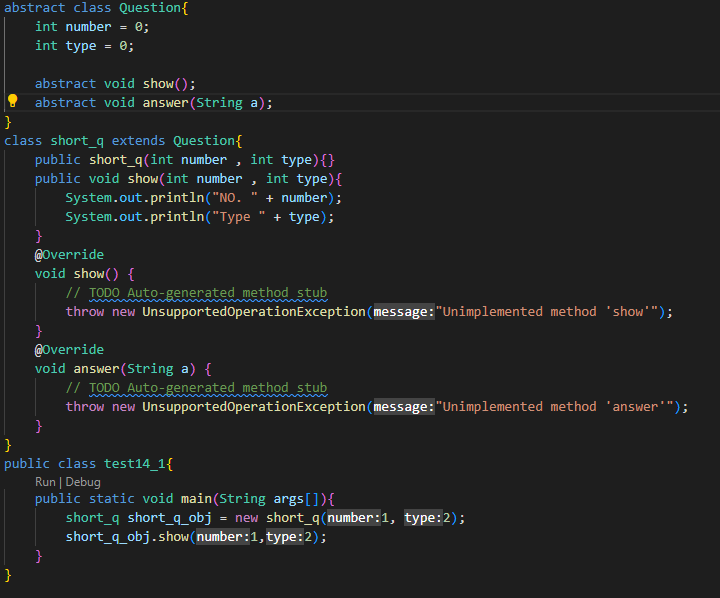 abstract class Question{
    int number = 0;
    int type = 0;

    abstract void show();
    abstract void answer(String a);
}
class short_q extends Question{
    public short_q(int number , int type){}
    public void show(int number , int type){
        System.out.println("NO. " + number);
        System.out.println("Type " + type);
    }
    @Override
    void show() {
        // TODO Auto-generated method stub
        throw new UnsupportedOperationException(message:"Unimplemented method 'show'");
    }
    @Override
    void answer(String a) {
        // TODO Auto-generated method stub
        throw new UnsupportedOperationException(message:"Unimplemented method 'answer'");
    }
}
public class test14_1{
    Run | Debug
    public static void main(String args[]){
        short_q short_q_obj = new short_q(number:1, type:2);
        short_q_obj.show(number:1,type:2);
    }
}